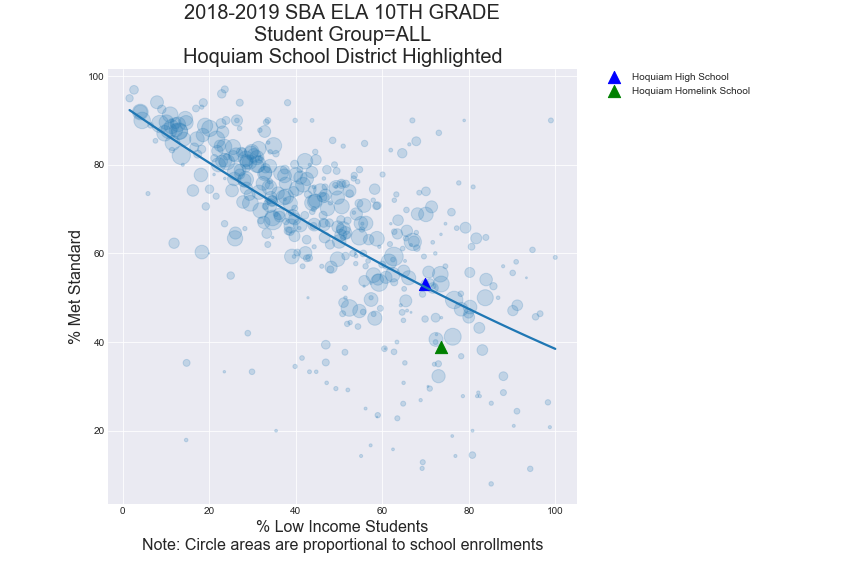 2018-2019 SBA ELA 10TH GRADE
Student Group=ALL
Hoquiam School District Highlighted
Hoquiam High School
Hoquiam Homelink School
% Met Standard
100
80
60
40
20
0 20 40 60 80 100
% Low Income Students
Note: Circle areas are proportional to school enrollments